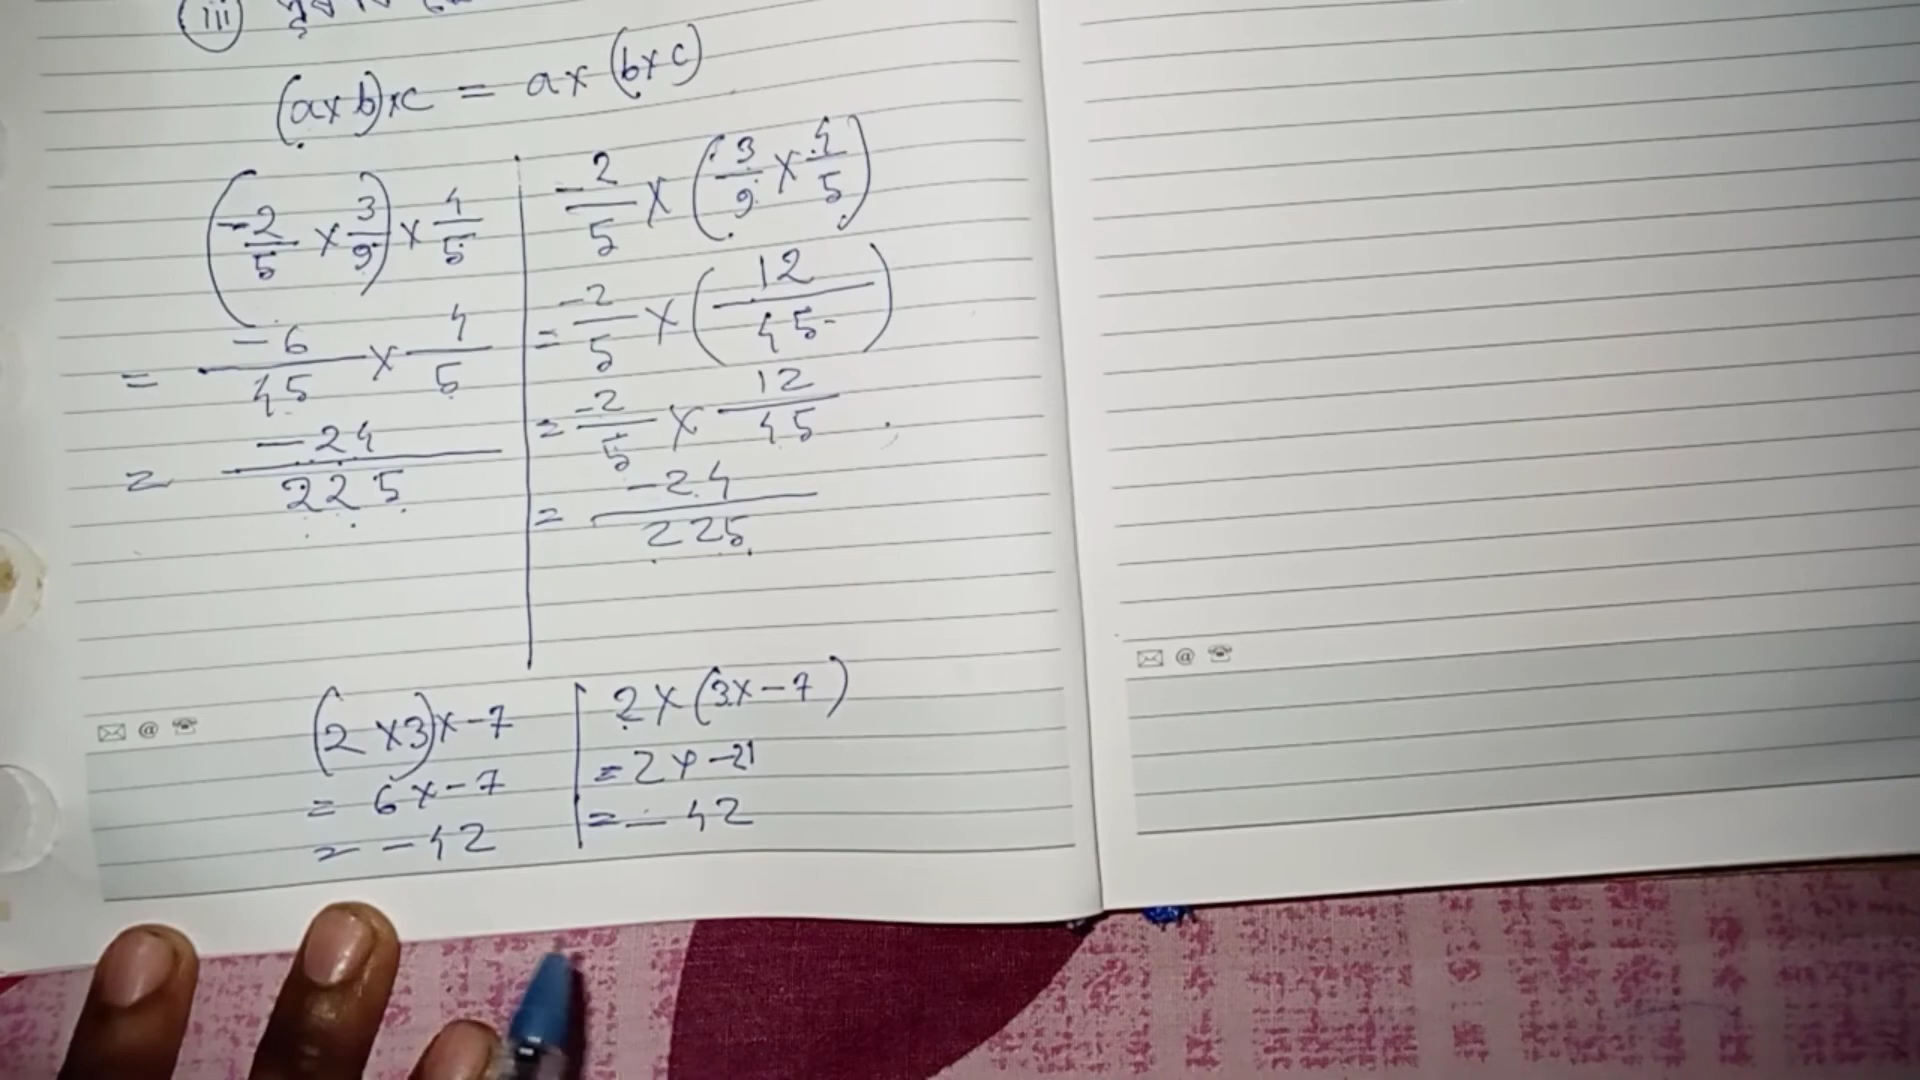 (iii)
(a×b)×c = a×(b×c)
(-2/5 × 3/9) × 4/5
= -6/45 × 4/5
= -24/225
-2/5 × (3/9 × 4/5)
= -2/5 × (12/45)
= -2/5 × 12/45
= -24/225
(2×3)×-7
= 6×-7
= -42
2×(3×-7)
= 2×-21
= -42
@
@